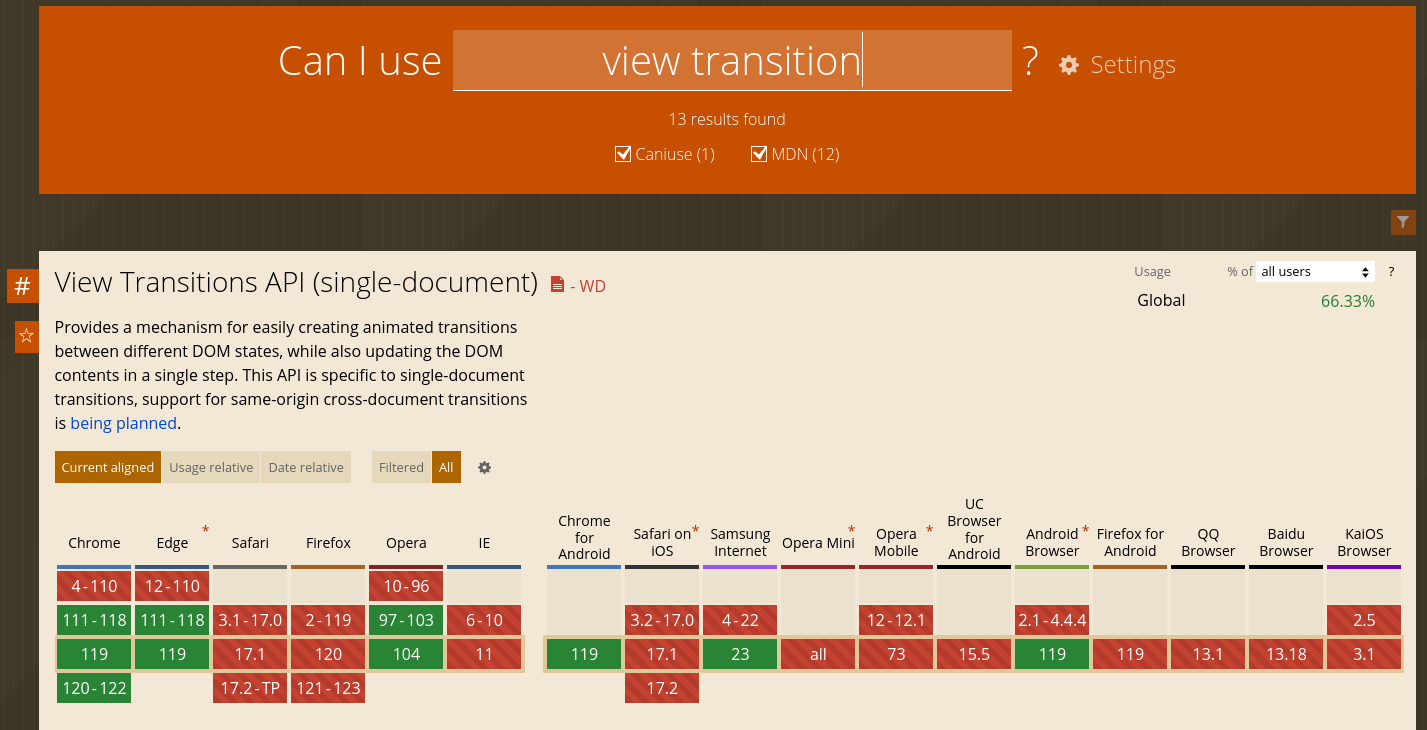 Can I use view transition ? Settings
13 results found
Caniuse (1) MDN (12)
#
☆
View Transitions API (single-document) - WD
Usage % of all users ?
Global 66.33%
Provides a mechanism for easily creating animated transitions
between different DOM states, while also updating the DOM
contents in a single step. This API is specific to single-document
transitions, support for same-origin cross-document transitions
is being planned.
Current aligned Usage relative Date relative Filtered All
Chrome Edge * Safari Firefox Opera IE Chrome for Android Safari on iOS * Samsung Internet Opera Mini * Opera Mobile * UC Browser for Android Android Browser * Firefox for Android QQ Browser Baidu Browser KaiOS Browser
4-110 12-110 10-96
111-118 111-118 3.1-17.0 2-119 97-103 6-10 3.2-17.0 4-22 12-12.1 2.1-4.4.4 2.5
119 119 17.1 120 104 11 119 17.1 23 all 73 15.5 119 119 13.1 13.18 3.1
120-122 17.2-TP 121-123 17.2